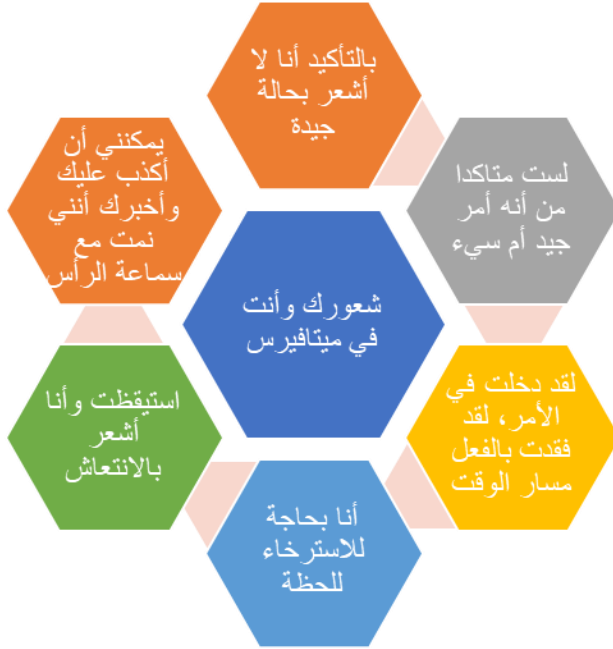 بالتأكيد أنا لا
أشعر بحالة
جيدة
لست متاكدا
من أنه أمر
جيد أم سيء
لقد دخلت في
الأمر، لقد
فقدت بالفعل
مسار الوقت
أنا بحاجة
للاسترخاء
للحظة
استيقظت وأنا
أشعر
بالانتعاش
يمكنني أن
أكذب عليك
وأخبرك أنني
نمت مع
سماعة الرأس
شعورك وأنت
في ميتافيرس